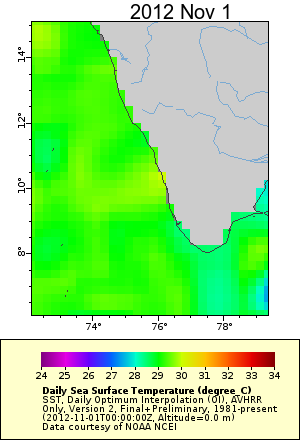 2012 Nov 1
14°
12°
10°
8°
74°
76°
78°
24 25 26 27 28 29 30 31 32 33 34
Daily Sea Surface Temperature (degree_C)
SST, Daily Optimum Interpolation (OI), AVHRR
Only, Version 2, Final+Preliminary, 1981-present
(2012-11-01T00:00:00Z, Altitude=0.0 m)
Data courtesy of NOAA NCEI